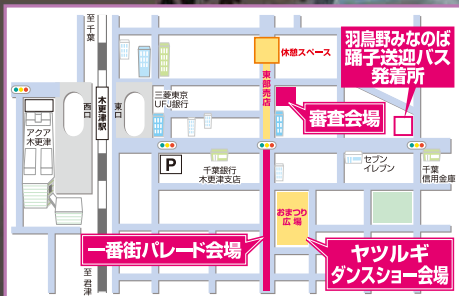 至千葉
休憩スペース
羽鳥野みなのば
踊子送迎バス
発着所
木更津駅
西口
東口
三菱東京
UFJ銀行
東部売店
審査会場
アクア
木更津
P
千葉銀行
木更津支店
セブン
イレブン
千葉
信用金庫
おまつり
広場
一番街パレード会場
ヤツルギ
ダンスショー会場
至君津